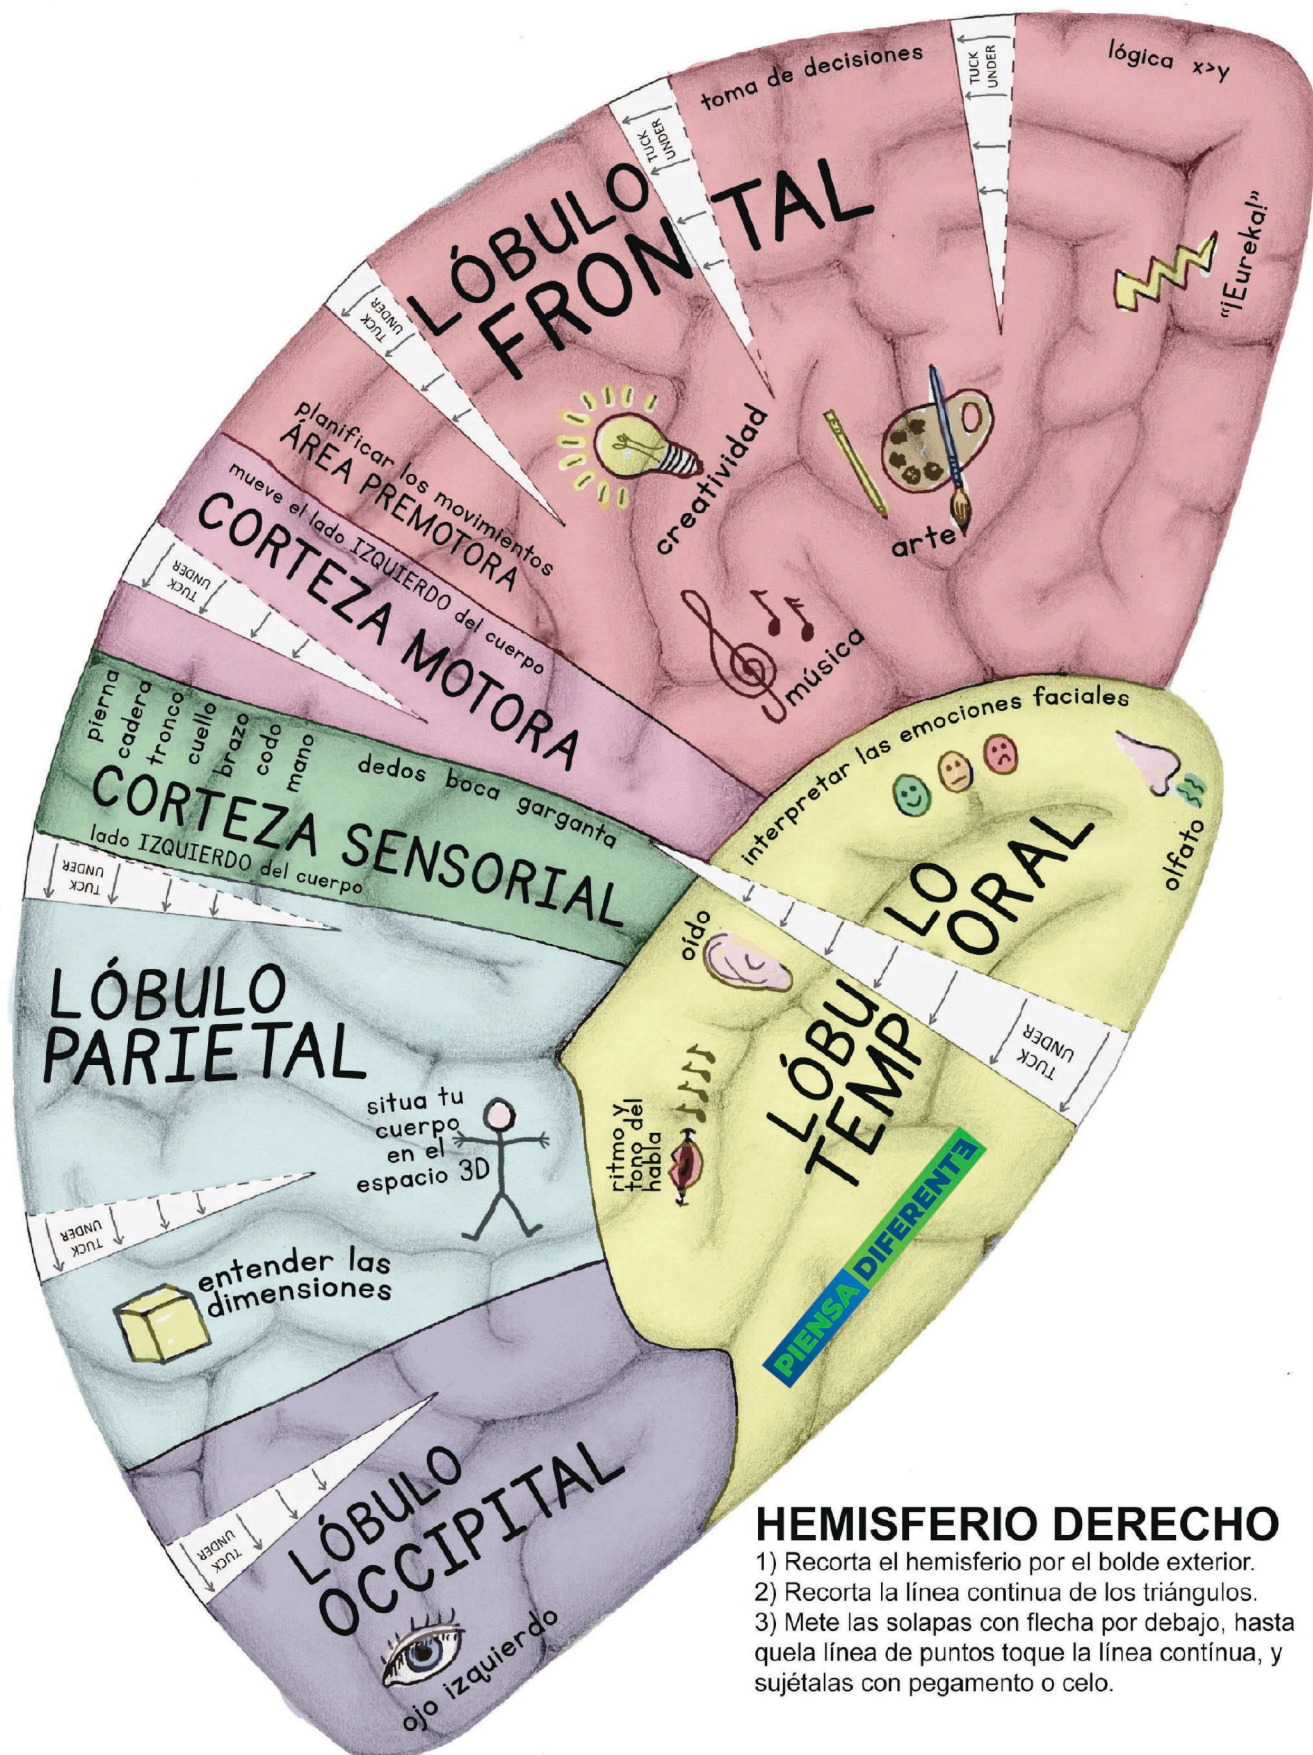 toma de decisiones
lógica x>y
TUCK
UNDER
TUCK
UNDER
LÓBULO
FRONTAL
"¡Eureka!"
TUCK
UNDER
creatividad
arte
música
planificar los movimientos
ÁREA PREMOTORA
mueve el lado IZQUIERDO del cuerpo
CORTEZA MOTORA
TUCK
UNDER
pierna
cadera
tronco
cuello
brazo
codo
mano
dedos
boca
garganta
CORTEZA SENSORIAL
lado IZQUIERDO del cuerpo
TUCK
UNDER
interpretar las emociones faciales
olfato
oído
LÓBULO
TEMPORAL
TUCK
UNDER
ritmo y
tono del
habla
PIENSA DIFERENTE
LÓBULO
PARIETAL
situa tu
cuerpo
en el
espacio 3D
TUCK
UNDER
entender las
dimensiones
TUCK
UNDER
LÓBULO
OCCIPITAL
ojo izquierdo
HEMISFERIO DERECHO
1) Recorta el hemisferio por el bolde exterior.
2) Recorta la línea continua de los triángulos.
3) Mete las solapas con flecha por debajo, hasta
quela línea de puntos toque la línea contínua, y
sujétalas con pegamento o celo.